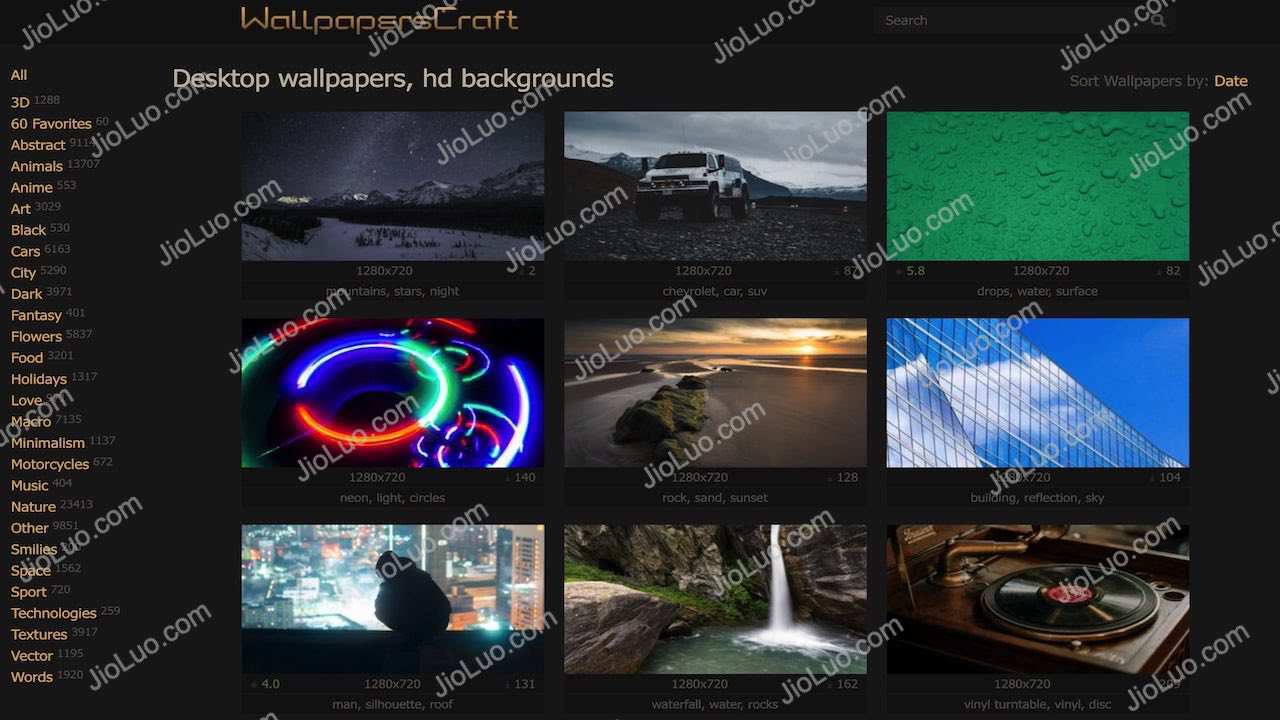 WallpapersCraft
Search
Desktop wallpapers, hd backgrounds
Sort Wallpapers by: Date
All
3D 1288
60 Favorites 60
Abstract 9114
Animals 13707
Anime 553
Art 3029
Black 530
Cars 6163
City 5290
Dark 3971
Fantasy 401
Flowers 5837
Food 3201
Holidays 1317
Love
Macro 7135
Minimalism 1137
Motorcycles 672
Music 404
Nature 23413
Other 9851
Smilies
Space 1562
Sport 720
Technologies 259
Textures 3917
Vector 1195
Words 1920
1280x720 2
mountains, stars, night
1280x720
chevrolet, car, suv
5.8 1280x720 82
drops, water, surface
1280x720 140
neon, light, circles
1280x720 128
rock, sand, sunset
1280x720 104
building, reflection, sky
4.0 1280x720 131
man, silhouette, roof
1280x720 162
waterfall, water, rocks
1280x720
vinyl turntable, vinyl, disc
JioLuo.com